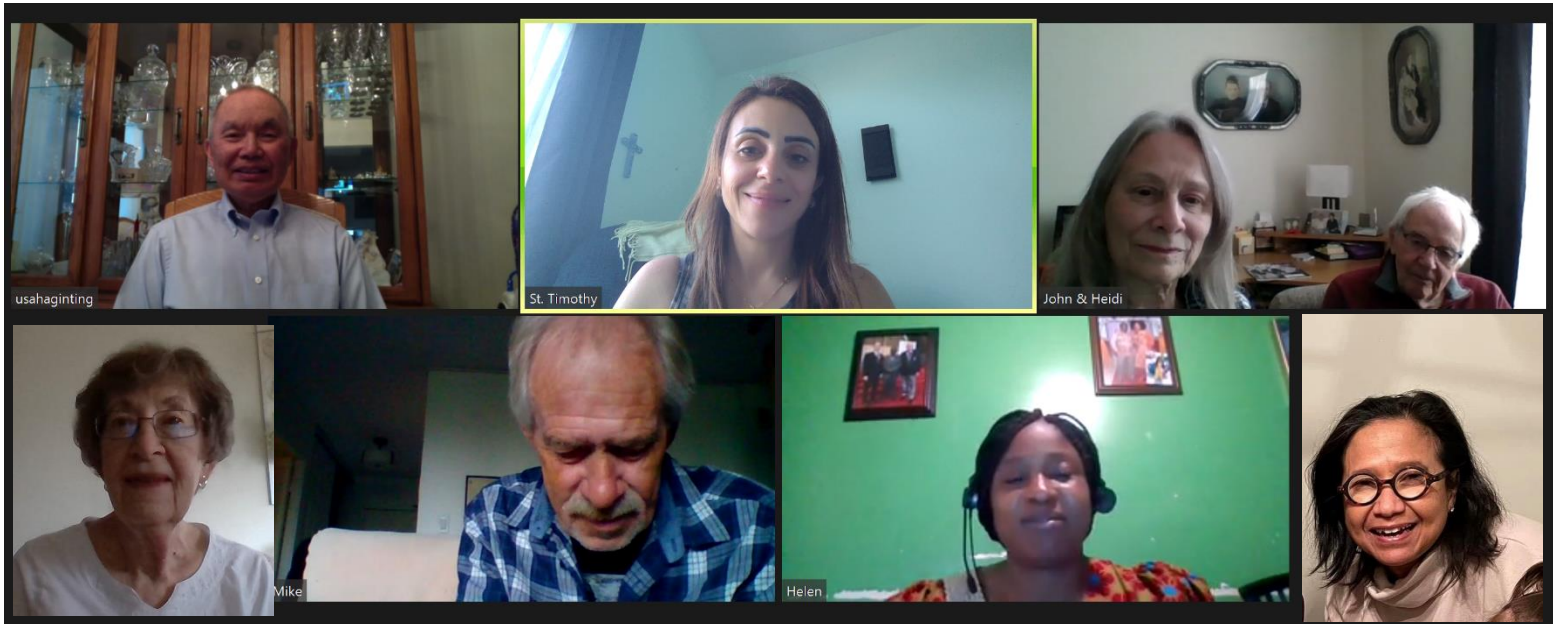 usahaginting
St. Timothy
John & Heidi
Mike
Helen